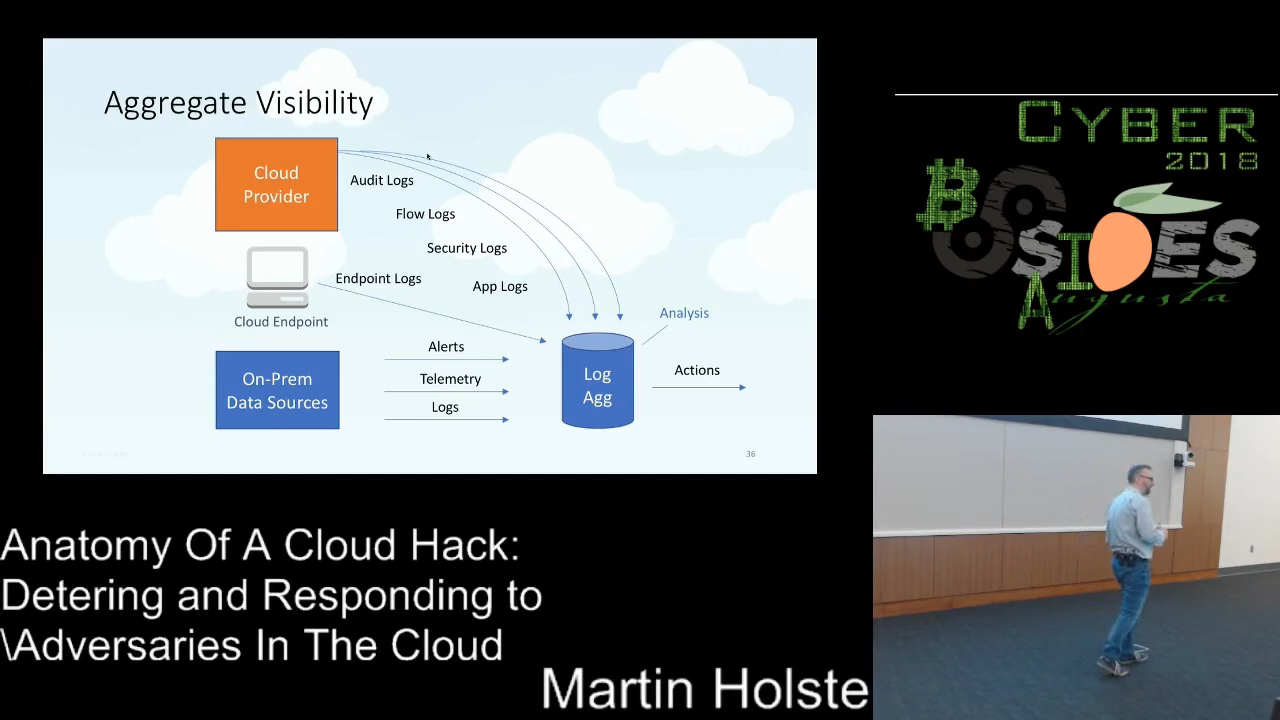 Aggregate Visibility
Cloud
Provider
Audit Logs
Flow Logs
Security Logs
Endpoint Logs
App Logs
Cloud Endpoint
Analysis
Alerts
On-Prem
Data Sources
Telemetry
Logs
Log
Agg
Actions
36
CYBER
2018
BSIDES
Augusta
Anatomy Of A Cloud Hack:
Detering and Responding to
\Adversaries In The Cloud
Martin Holste